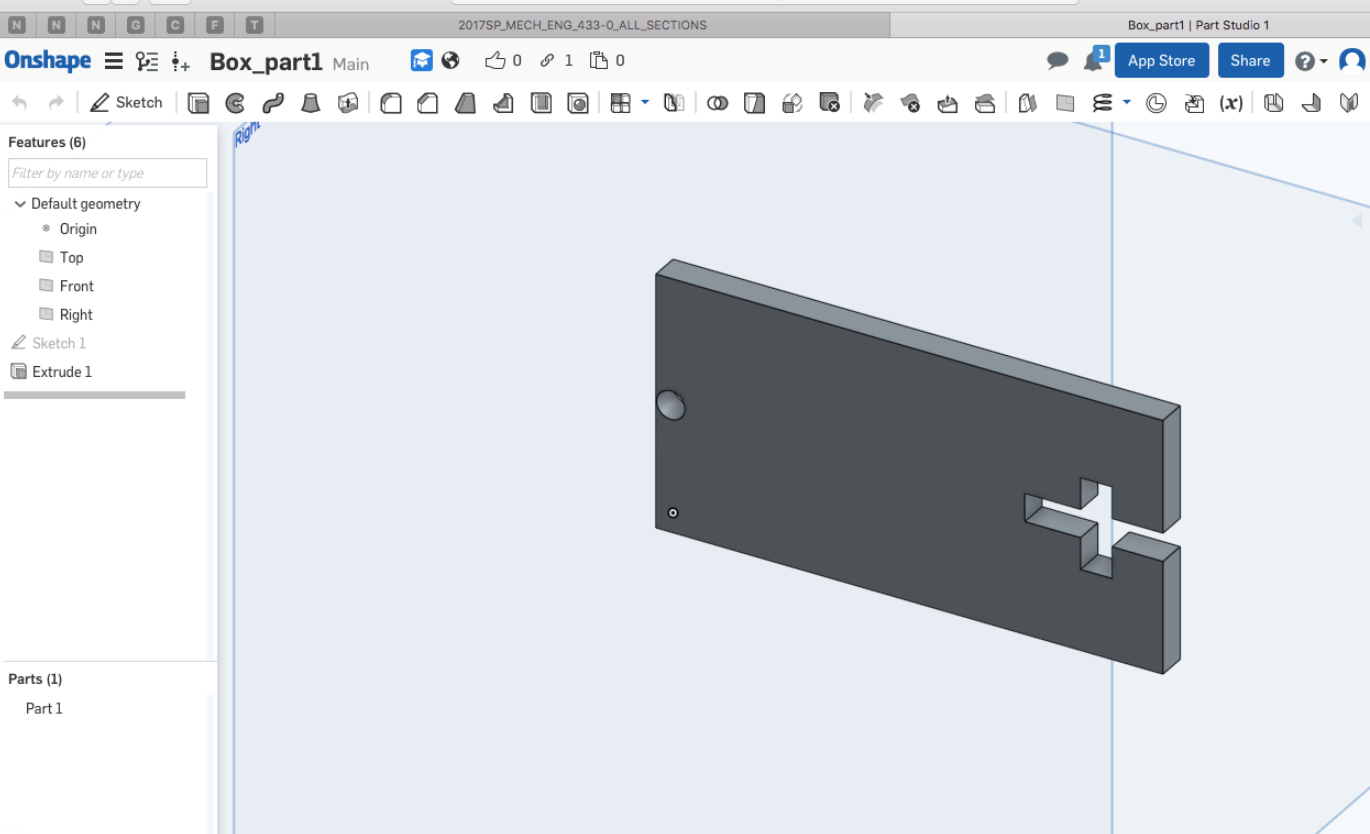 N N N G C F T 2017SP_MECH_ENG_433-0_ALL_SECTIONS Box_part1 | Part Studio 1
Onshape Box_part1 Main 0 1 0 1 App Store Share ?
Sketch (x)
Features (6)
Right
Filter by name or type
Default geometry
Origin
Top
Front
Right
Sketch 1
Extrude 1
Parts (1)
Part 1